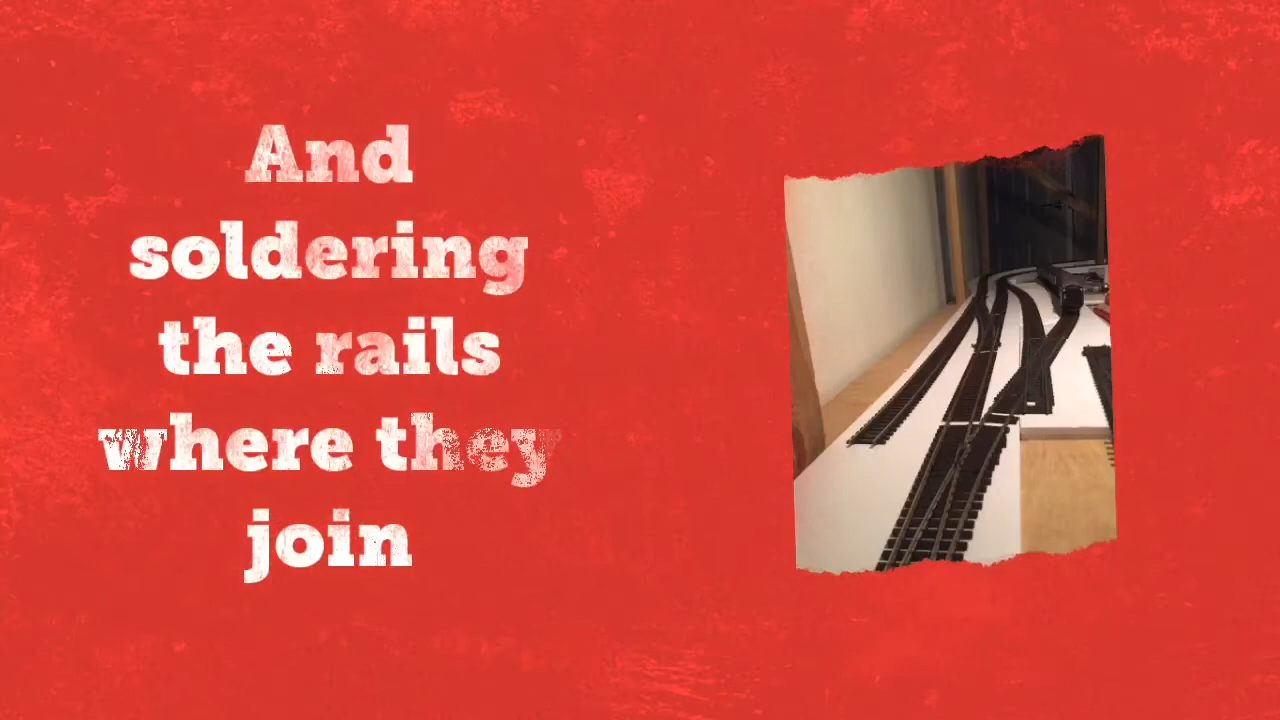 And
soldering
the rails
where they
join